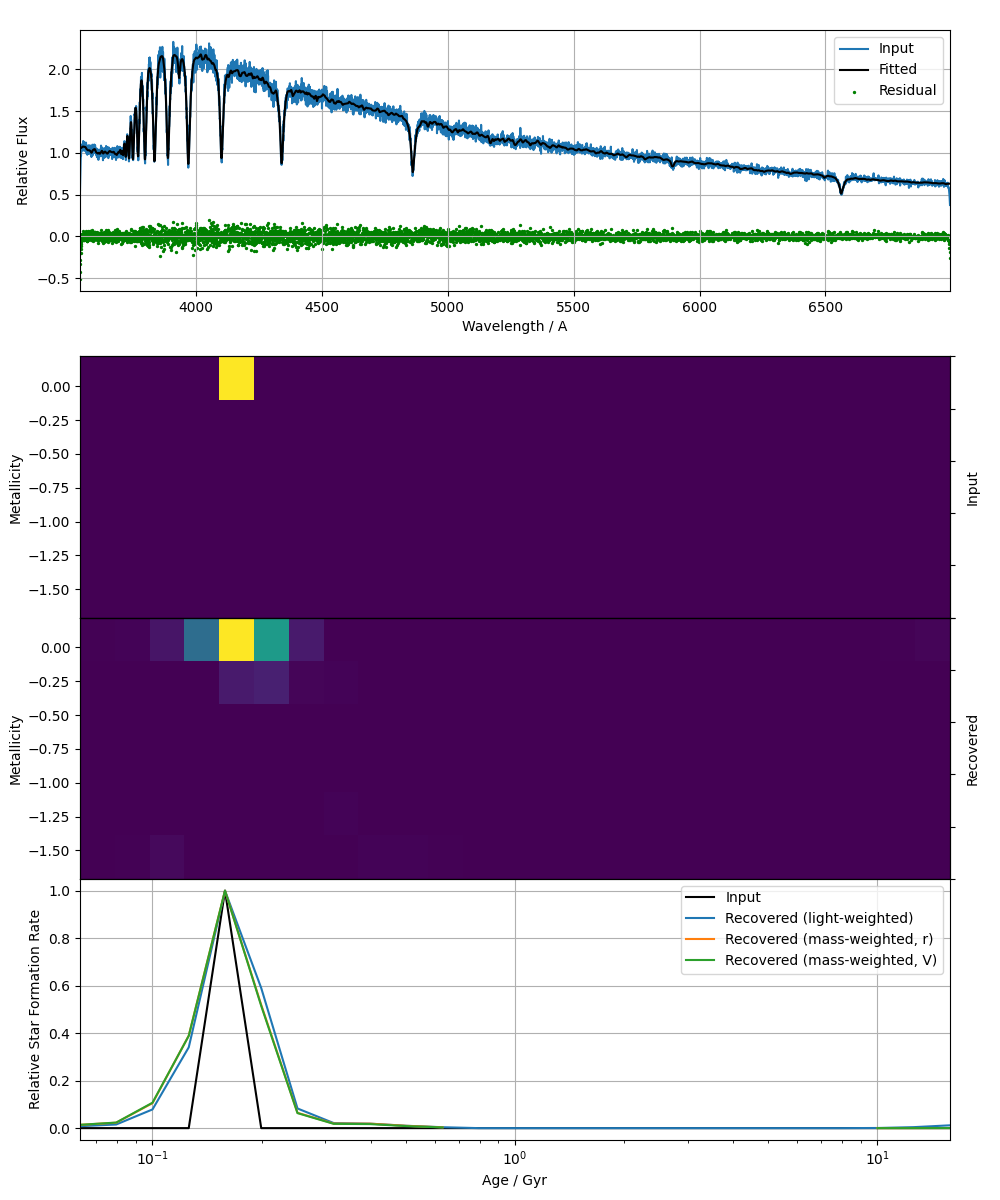 Relative Flux
2.0
1.5
1.0
0.5
0.0
−0.5
Input
Fitted
Residual
4000 4500 5000 5500 6000 6500
Wavelength / A
Metallicity
0.00
−0.25
−0.50
−0.75
−1.00
−1.25
−1.50
Input
Metallicity
0.00
−0.25
−0.50
−0.75
−1.00
−1.25
−1.50
Recovered
Relative Star Formation Rate
1.0
0.8
0.6
0.4
0.2
0.0
Input
Recovered (light-weighted)
Recovered (mass-weighted, r)
Recovered (mass-weighted, V)
10⁻¹ 10⁰ 10¹
Age / Gyr